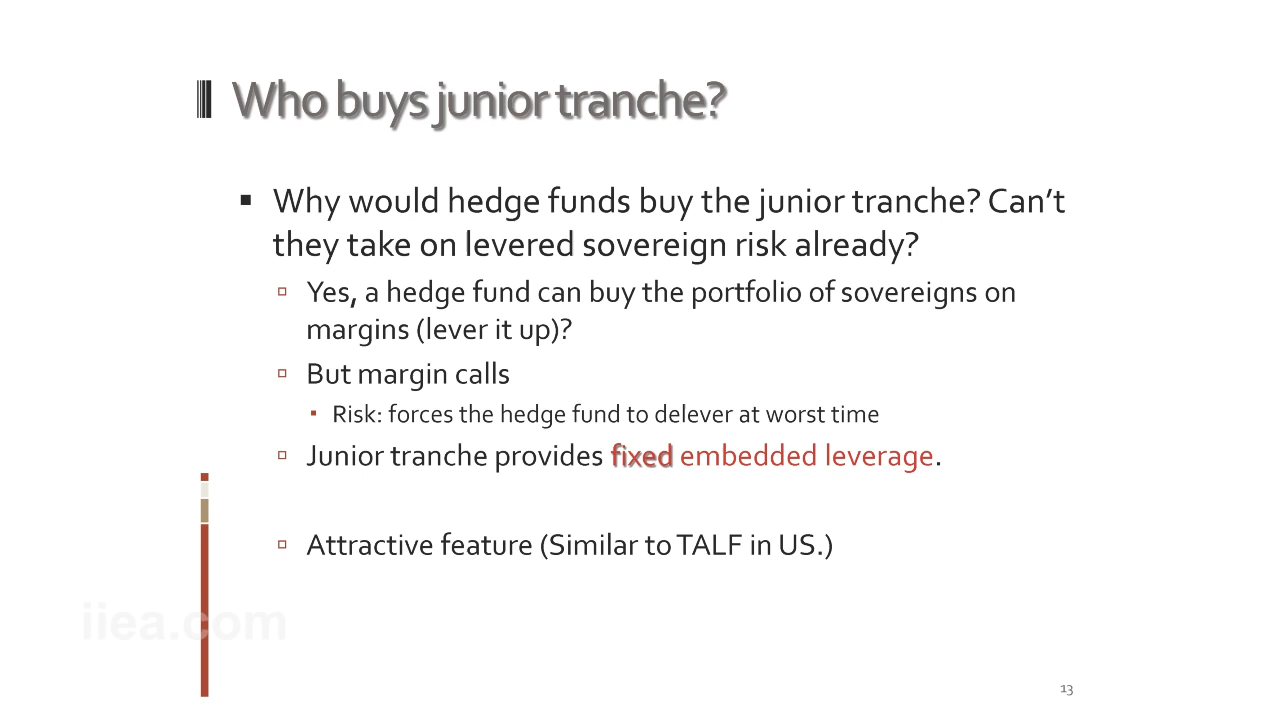 Who buys junior tranche?
Why would hedge funds buy the junior tranche? Can’t
they take on levered sovereign risk already?
Yes, a hedge fund can buy the portfolio of sovereigns on
margins (lever it up)?
But margin calls
Risk: forces the hedge fund to delever at worst time
Junior tranche provides fixed embedded leverage.
Attractive feature (Similar to TALF in US.)
iiea.com
13